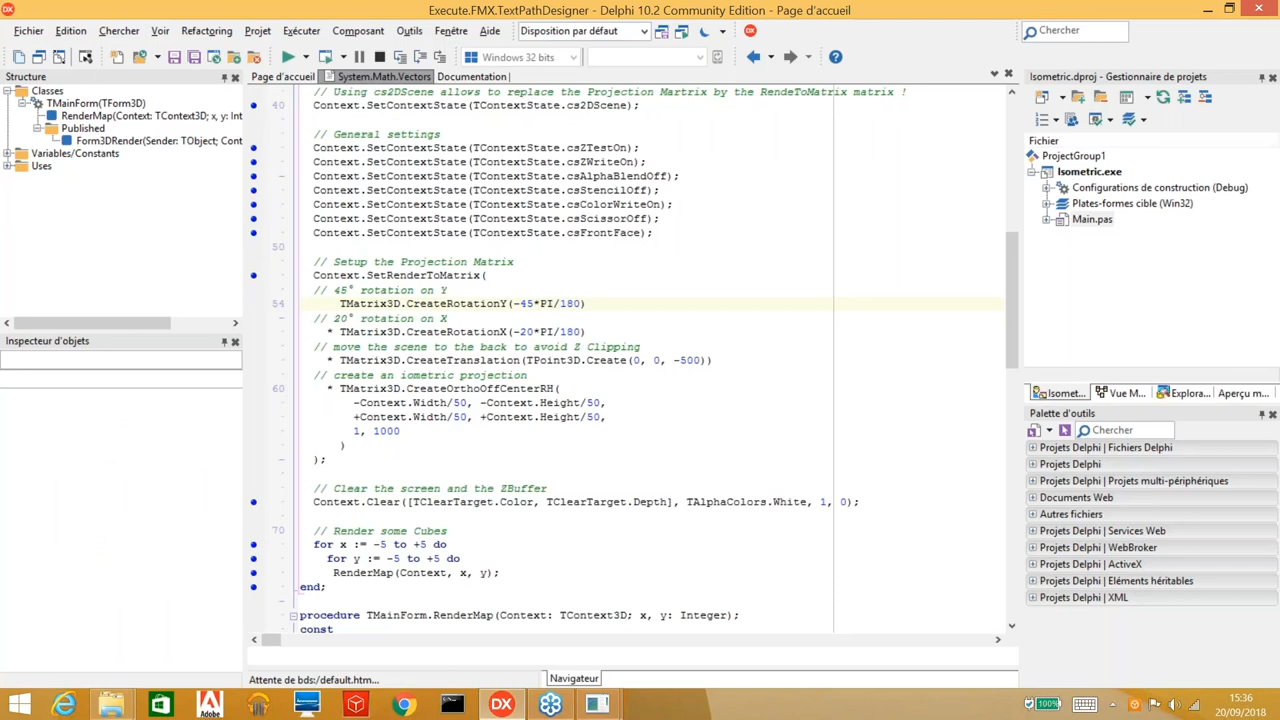 Execute.FMX.TextPathDesigner - Delphi 10.2 Community Edition - Page d'accueil
Fichier Edition Chercher Voir Refactoring Projet Exécuter Composant Outils Fenêtre Aide Disposition par défaut Chercher
Windows 32 bits
Structure
Classes
TMainForm(TForm3D)
RenderMap(Context: TContext3D; x, y: Int
Published
Form3DRender(Sender: TObject; Cont
Variables/Constants
Uses
Inspecteur d'objets
Page d'accueil System.Math.Vectors Documentation
// Using cs2DScene allows to replace the Projection Martrix by the RendeToMatrix matrix !
40 Context.SetContextState(TContextState.cs2DScene);
// General settings
Context.SetContextState(TContextState.csZTestOn);
Context.SetContextState(TContextState.csZWriteOn);
Context.SetContextState(TContextState.csAlphaBlendOff);
Context.SetContextState(TContextState.csStencilOff);
Context.SetContextState(TContextState.csColorWriteOn);
Context.SetContextState(TContextState.csScissorOff);
Context.SetContextState(TContextState.csFrontFace);
50
// Setup the Projection Matrix
Context.SetRenderToMatrix(
// 45° rotation on Y
54 TMatrix3D.CreateRotationY(-45*PI/180)
// 20° rotation on X
* TMatrix3D.CreateRotationX(-20*PI/180)
// move the scene to the back to avoid Z Clipping
* TMatrix3D.CreateTranslation(TPoint3D.Create(0, 0, -500))
// create an iometric projection
60 * TMatrix3D.CreateOrthoOffCenterRH(
-Context.Width/50, -Context.Height/50,
+Context.Width/50, +Context.Height/50,
1, 1000
)
);
// Clear the screen and the ZBuffer
Context.Clear([TClearTarget.Color, TClearTarget.Depth], TAlphaColors.White, 1, 0);
70 // Render some Cubes
for x := -5 to +5 do
for y := -5 to +5 do
RenderMap(Context, x, y);
end;
procedure TMainForm.RenderMap(Context: TContext3D; x, y: Integer);
const
Attente de bds:/default.htm...
Navigateur
Isometric.dproj - Gestionnaire de projets
Fichier
ProjectGroup1
Isometric.exe
Configurations de construction (Debug)
Plates-formes cible (Win32)
Main.pas
Isomet... Vue M... Explora... Aperçu m...
Palette d'outils
Chercher
Projets Delphi | Fichiers Delphi
Projets Delphi
Projets Delphi | Projets multi-périphériques
Documents Web
Autres fichiers
Projets Delphi | Services Web
Projets Delphi | WebBroker
Projets Delphi | ActiveX
Projets Delphi | Eléments héritables
Projets Delphi | XML
Adobe
DX
100%
15:36
20/09/2018